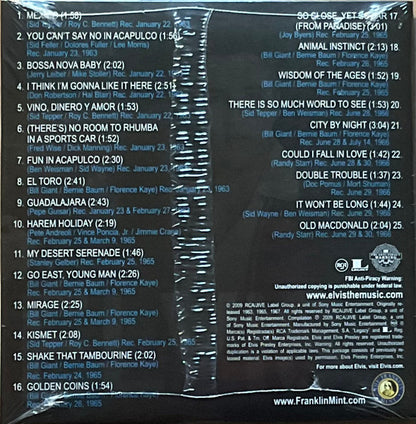 1. MEXICO (1:58)
(Sid Tepper / Roy C. Bennett) Rec. January 22, 1963
2. YOU CAN'T SAY NO IN ACAPULCO (1:56)
(Sid Feller / Dolores Fuller / Lee Morris)
Rec. January 23, 1963
3. BOSSA NOVA BABY (2:02)
(Jerry Leiber / Mike Stoller) Rec. January 22, 1963
4. I THINK I'M GONNA LIKE IT HERE (2:51)
(Don Robertson / Hal Blair) Rec. January 22, 1963
5. VINO, DINERO Y AMOR (1:53)
(Sid Tepper / Roy C. Bennett) Rec. January 22, 1963
6. (THERE'S) NO ROOM TO RHUMBA
IN A SPORTS CAR (1:52)
(Fred Wise / Dick Manning) Rec. January 23, 1963
7. FUN IN ACAPULCO (2:30)
(Ben Weisman / Sid Wayne) Rec. January 22, 1963
8. EL TORO (2:41)
(Bill Giant / Bernie Baum / Florence Kaye) Rec. January 23, 1963
9. GUADALAJARA (2:43)
(Pepe Guisar) Rec. January 23 & February 27
10. HAREM HOLIDAY (2:19)
(Pete Andreoli / Vince Poncia, Jr. / Jimmie Crane)
Rec. February 25 & March 9, 1965
11. MY DESERT SERENADE (1:46)
(Stanley Gelber) Rec. February 25, 1965
12. GO EAST, YOUNG MAN (2:26)
(Bill Giant / Bernie Baum / Florence Kaye)
Rec. February 25, 1965
13. MIRAGE (2:25)
(Bill Giant / Bernie Baum / Florence Kaye)
Rec. February 25 & March 9, 1965
14. KISMET (2:08)
(Sid Tepper / Roy C. Bennett) Rec. February 25, 1965
15. SHAKE THAT TAMBOURINE (2:02)
(Bill Giant / Bernie Baum / Florence Kaye)
Rec. February 24, 1965
16. GOLDEN COINS (1:54)
(Bill Giant / Bernie Baum / Florence Kaye)
1965
SO CLOSE, YET SO FAR 17
(FROM PARADISE) (3:01)
(Joy Byers) Rec. February 25, 1965
ANIMAL INSTINCT (2:13) 18.
(Bill Giant / Bernie Baum / Florence Kaye)
Rec. February 25, 1965
WISDOM OF THE AGES (1:52) 19.
(Bill Giant / Bernie Baum / Florence Kaye)
Rec. February 25, 1965
THERE IS SO MUCH WORLD TO SEE (1:53) 20.
(Sid Tepper / Ben Weisman) Rec. June 28, 1966
CITY BY NIGHT (3:04) 21.
(Bill Giant / Bernie Baum / Florence Kaye)
Rec. June 28 & July 14, 1966
COULD I FALL IN LOVE (1:42) 22.
(Randy Starr) Rec. June 28 & 30, 1966
DOUBLE TROUBLE (1:37) 23.
(Doc Pomus / Mort Shuman)
Rec. June 28 & 30, 1966
IT WON'T BE LONG (1:44) 24.
(Sid Wayne / Ben Weisman) Rec. June 29, 1966
OLD MACDONALD (2:04) 25.
(Randy Starr) Rec. June 29 & 30, 1966
RCA
FBI Anti-Piracy Warning:
Unauthorized copying is punishable under federal law.
www.elvisthemusic.com
For more about Elvis, visit Elvis.com.
www.FranklinMint.com